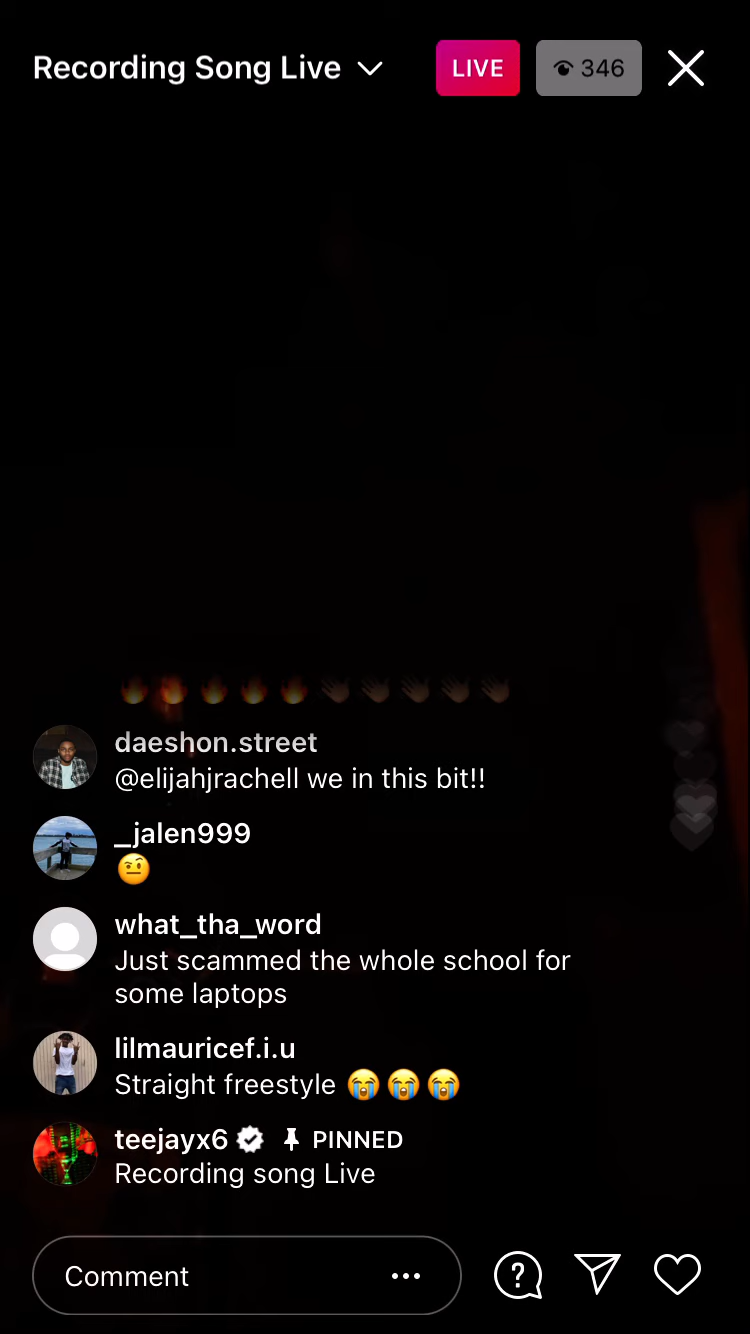 Recording Song Live
LIVE
346
🔥🔥🔥🔥🔥👋🏿👋🏿👋🏿👋🏿👋🏿
daeshon.street
@elijahjrachell we in this bit!!
_jalen999
🤨
what_tha_word
Just scammed the whole school for
some laptops
lilmauricef.i.u
Straight freestyle 😭😭😭
teejayx6 PINNED
Recording song Live
Comment